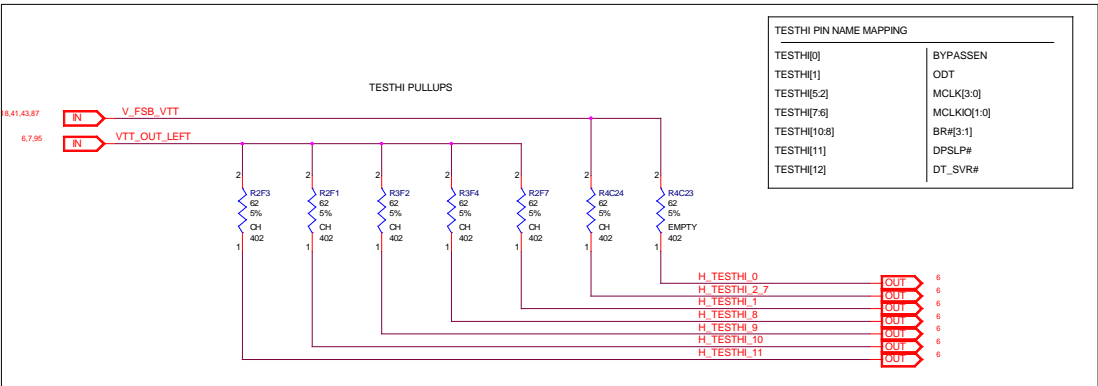 TESTHI PIN NAME MAPPING
TESTHI[0] BYPASSEN
TESTHI[1] ODT
TESTHI[5:2] MCLK[3:0]
TESTHI[7:6] MCLKIO[1:0]
TESTHI[10:8] BR#[3:1]
TESTHI[11] DPSLP#
TESTHI[12] DT_SVR#
TESTHI PULLUPS
18,41,43,87 IN V_FSB_VTT
6,7,95 IN VTT_OUT_LEFT
2 2 2 2 2 2 2
R2F3 R2F1 R3F2 R3F4 R2F7 R4C24 R4C23
62 62 62 62 62 62 62
5% 5% 5% 5% 5% 5% 5%
CH CH CH CH CH CH EMPTY
402 402 402 402 402 402 402
1 1 1 1 1 1 1
H_TESTHI_0 OUT 6
H_TESTHI_2_7 OUT 6
H_TESTHI_1 OUT 6
H_TESTHI_8 OUT 6
H_TESTHI_9 OUT 6
H_TESTHI_10 OUT 6
H_TESTHI_11 OUT 6